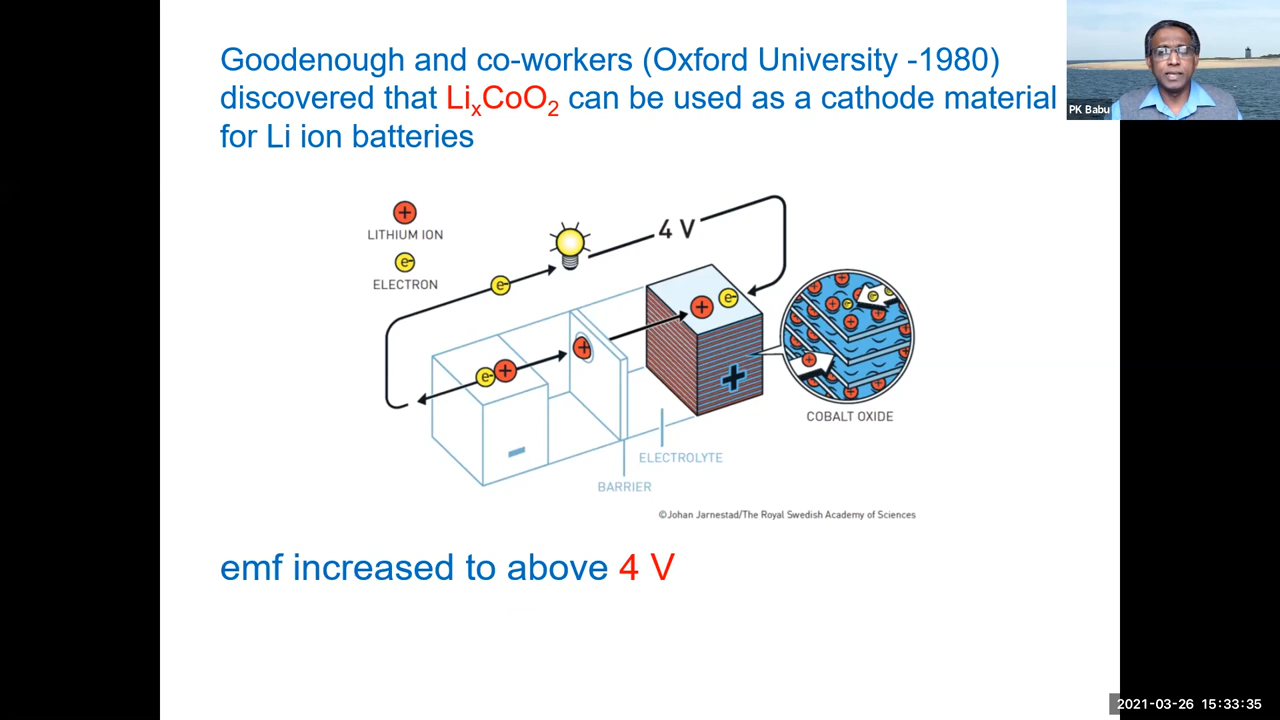 Goodenough and co-workers (Oxford University -1980)
discovered that LixCoO2 can be used as a cathode material
for Li ion batteries
PK Babu
+
LITHIUM ION
e-
ELECTRON
e-
4 V
+ e-
+
e- +
+
-
COBALT OXIDE
ELECTROLYTE
BARRIER
©Johan Jarnestad/The Royal Swedish Academy of Sciences
emf increased to above 4 V
2021-03-26 15:33:35